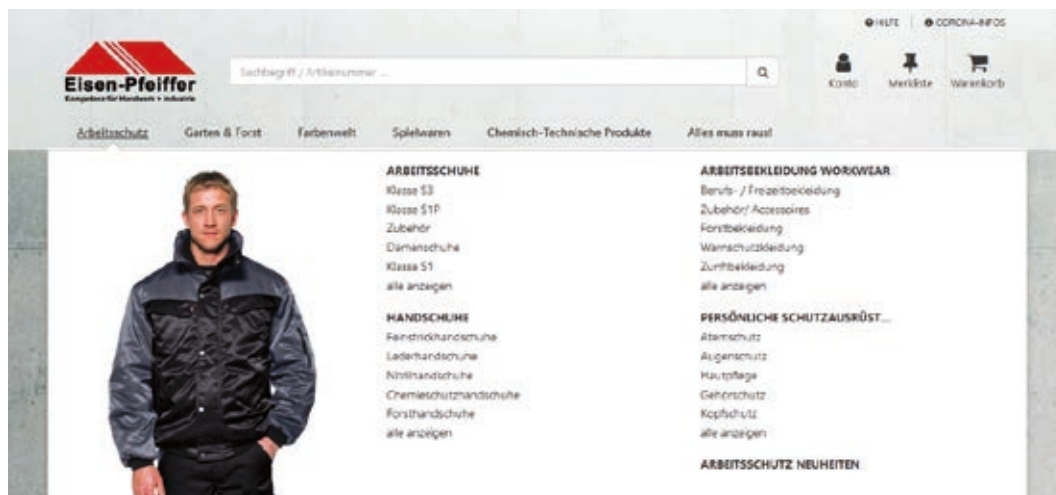 HILFE
CORONA-INFOS
Eisen-Pfeiffer
Kompetenz für Handwerk + Industrie
Suchbegriff / Artikelnummer ...
Konto
Merkliste
Warenkorb
Arbeitsschutz
Garten & Forst
Farbenwelt
Spielwaren
Chemisch-Technische Produkte
Alles muss raus!
ARBEITSSCHUHE
Klasse S3
Klasse S1P
Zubehör
Damenschuhe
Klasse S1
alle anzeigen
HANDSCHUHE
Feinstrickhandschuhe
Lederhandschuhe
Nitrilhandschuhe
Chemieschutzhandschuhe
Forsthandschuhe
alle anzeigen
ARBEITSBEKLEIDUNG WORKWEAR
Berufs- / Freizeitbekleidung
Zubehör/ Accessoires
Forstbekleidung
Warnschutzkleidung
Zunftbekleidung
alle anzeigen
PERSÖNLICHE SCHUTZAUSRÜST...
Atemschutz
Augenschutz
Hautpflege
Gehörschutz
Kopfschutz
alle anzeigen
ARBEITSSCHUTZ NEUHEITEN